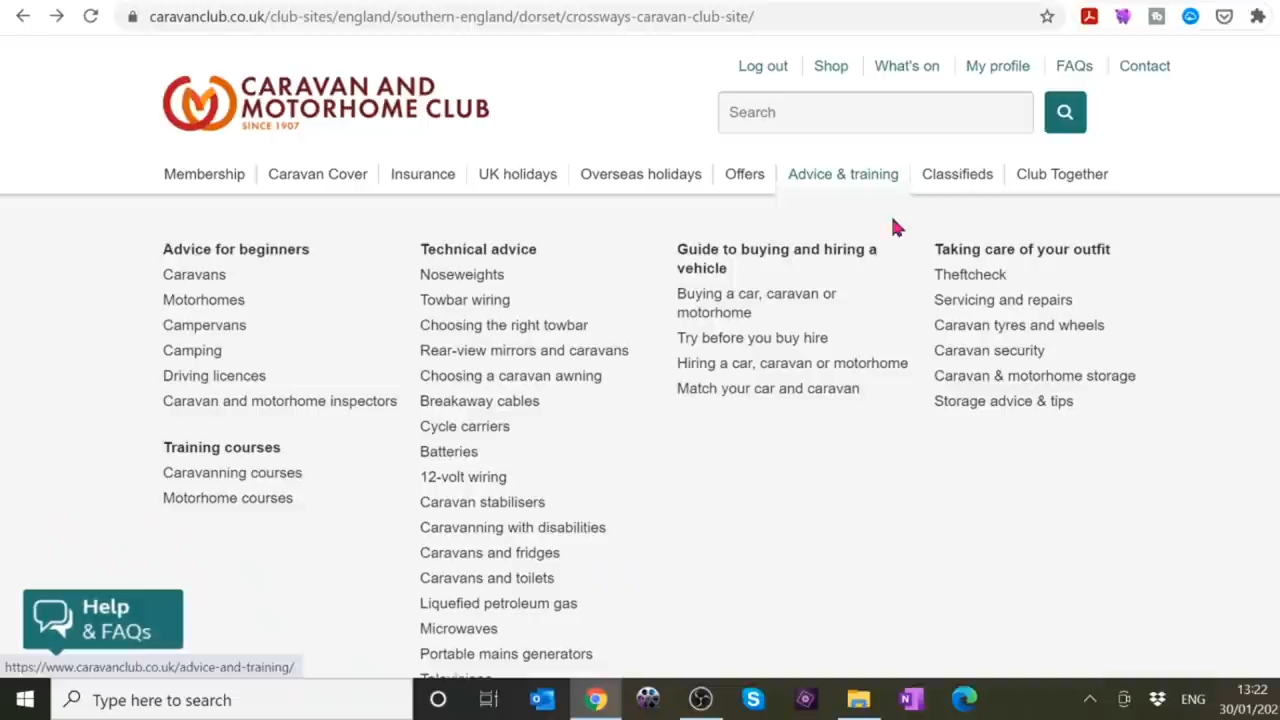 caravanclub.co.uk/club-sites/england/southern-england/dorset/crossways-caravan-club-site/
Log out
Shop
What's on
My profile
FAQs
Contact
CARAVAN AND
MOTORHOME CLUB
SINCE 1907
Search
Membership
Caravan Cover
Insurance
UK holidays
Overseas holidays
Offers
Advice & training
Classifieds
Club Together
Advice for beginners
Caravans
Motorhomes
Campervans
Camping
Driving licences
Caravan and motorhome inspectors
Training courses
Caravanning courses
Motorhome courses
Technical advice
Noseweights
Towbar wiring
Choosing the right towbar
Rear-view mirrors and caravans
Choosing a caravan awning
Breakaway cables
Cycle carriers
Batteries
12-volt wiring
Caravan stabilisers
Caravanning with disabilities
Caravans and fridges
Caravans and toilets
Liquefied petroleum gas
Microwaves
Portable mains generators
Televisions
Guide to buying and hiring a
vehicle
Buying a car, caravan or
motorhome
Try before you buy hire
Hiring a car, caravan or motorhome
Match your car and caravan
Taking care of your outfit
Theftcheck
Servicing and repairs
Caravan tyres and wheels
Caravan security
Caravan & motorhome storage
Storage advice & tips
Help
& FAQs
https://www.caravanclub.co.uk/advice-and-training/
Type here to search
ENG
13:22
30/01/202